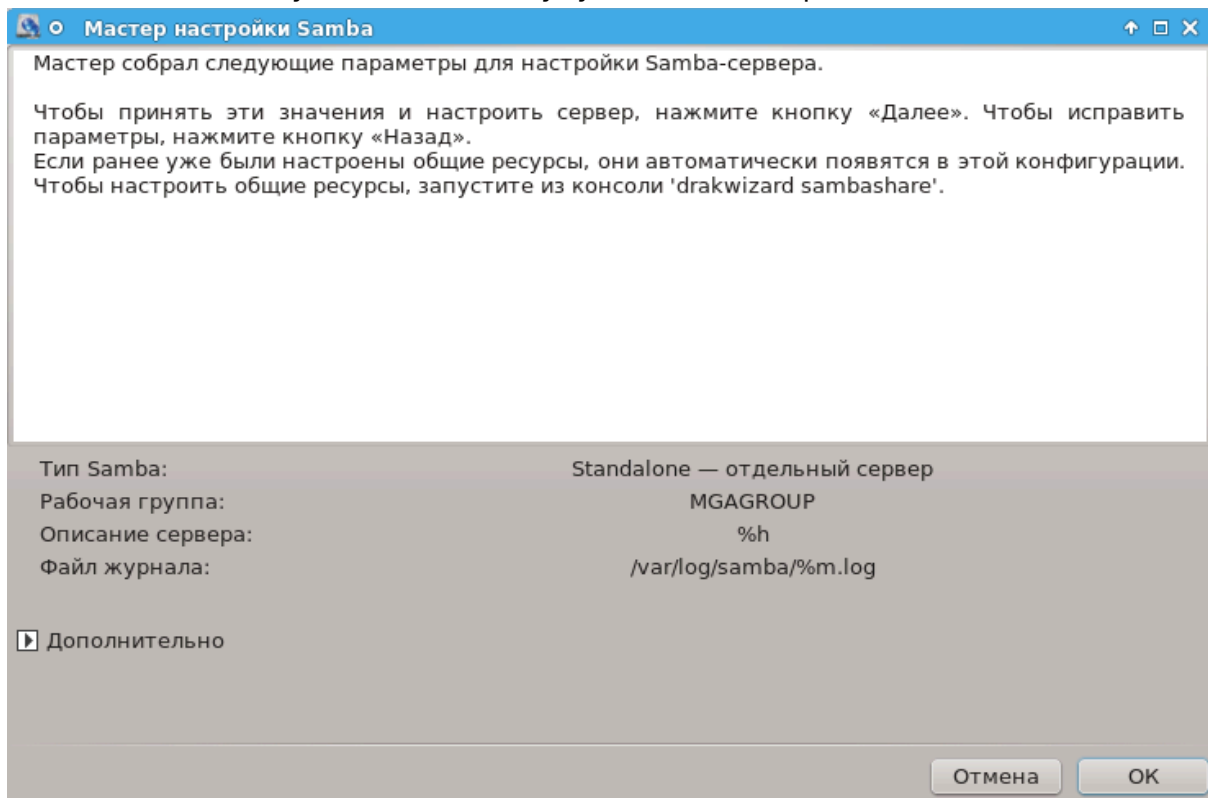 Мастер настройки Samba
Мастер собрал следующие параметры для настройки Samba-сервера.
Чтобы принять эти значения и настроить сервер, нажмите кнопку «Далее». Чтобы исправить
параметры, нажмите кнопку «Назад».
Если ранее уже были настроены общие ресурсы, они автоматически появятся в этой конфигурации.
Чтобы настроить общие ресурсы, запустите из консоли 'drakwizard sambashare'.
Тип Samba: Standalone — отдельный сервер
Рабочая группа: MGAGROUP
Описание сервера: %h
Файл журнала: /var/log/samba/%m.log
Дополнительно
Отмена OK